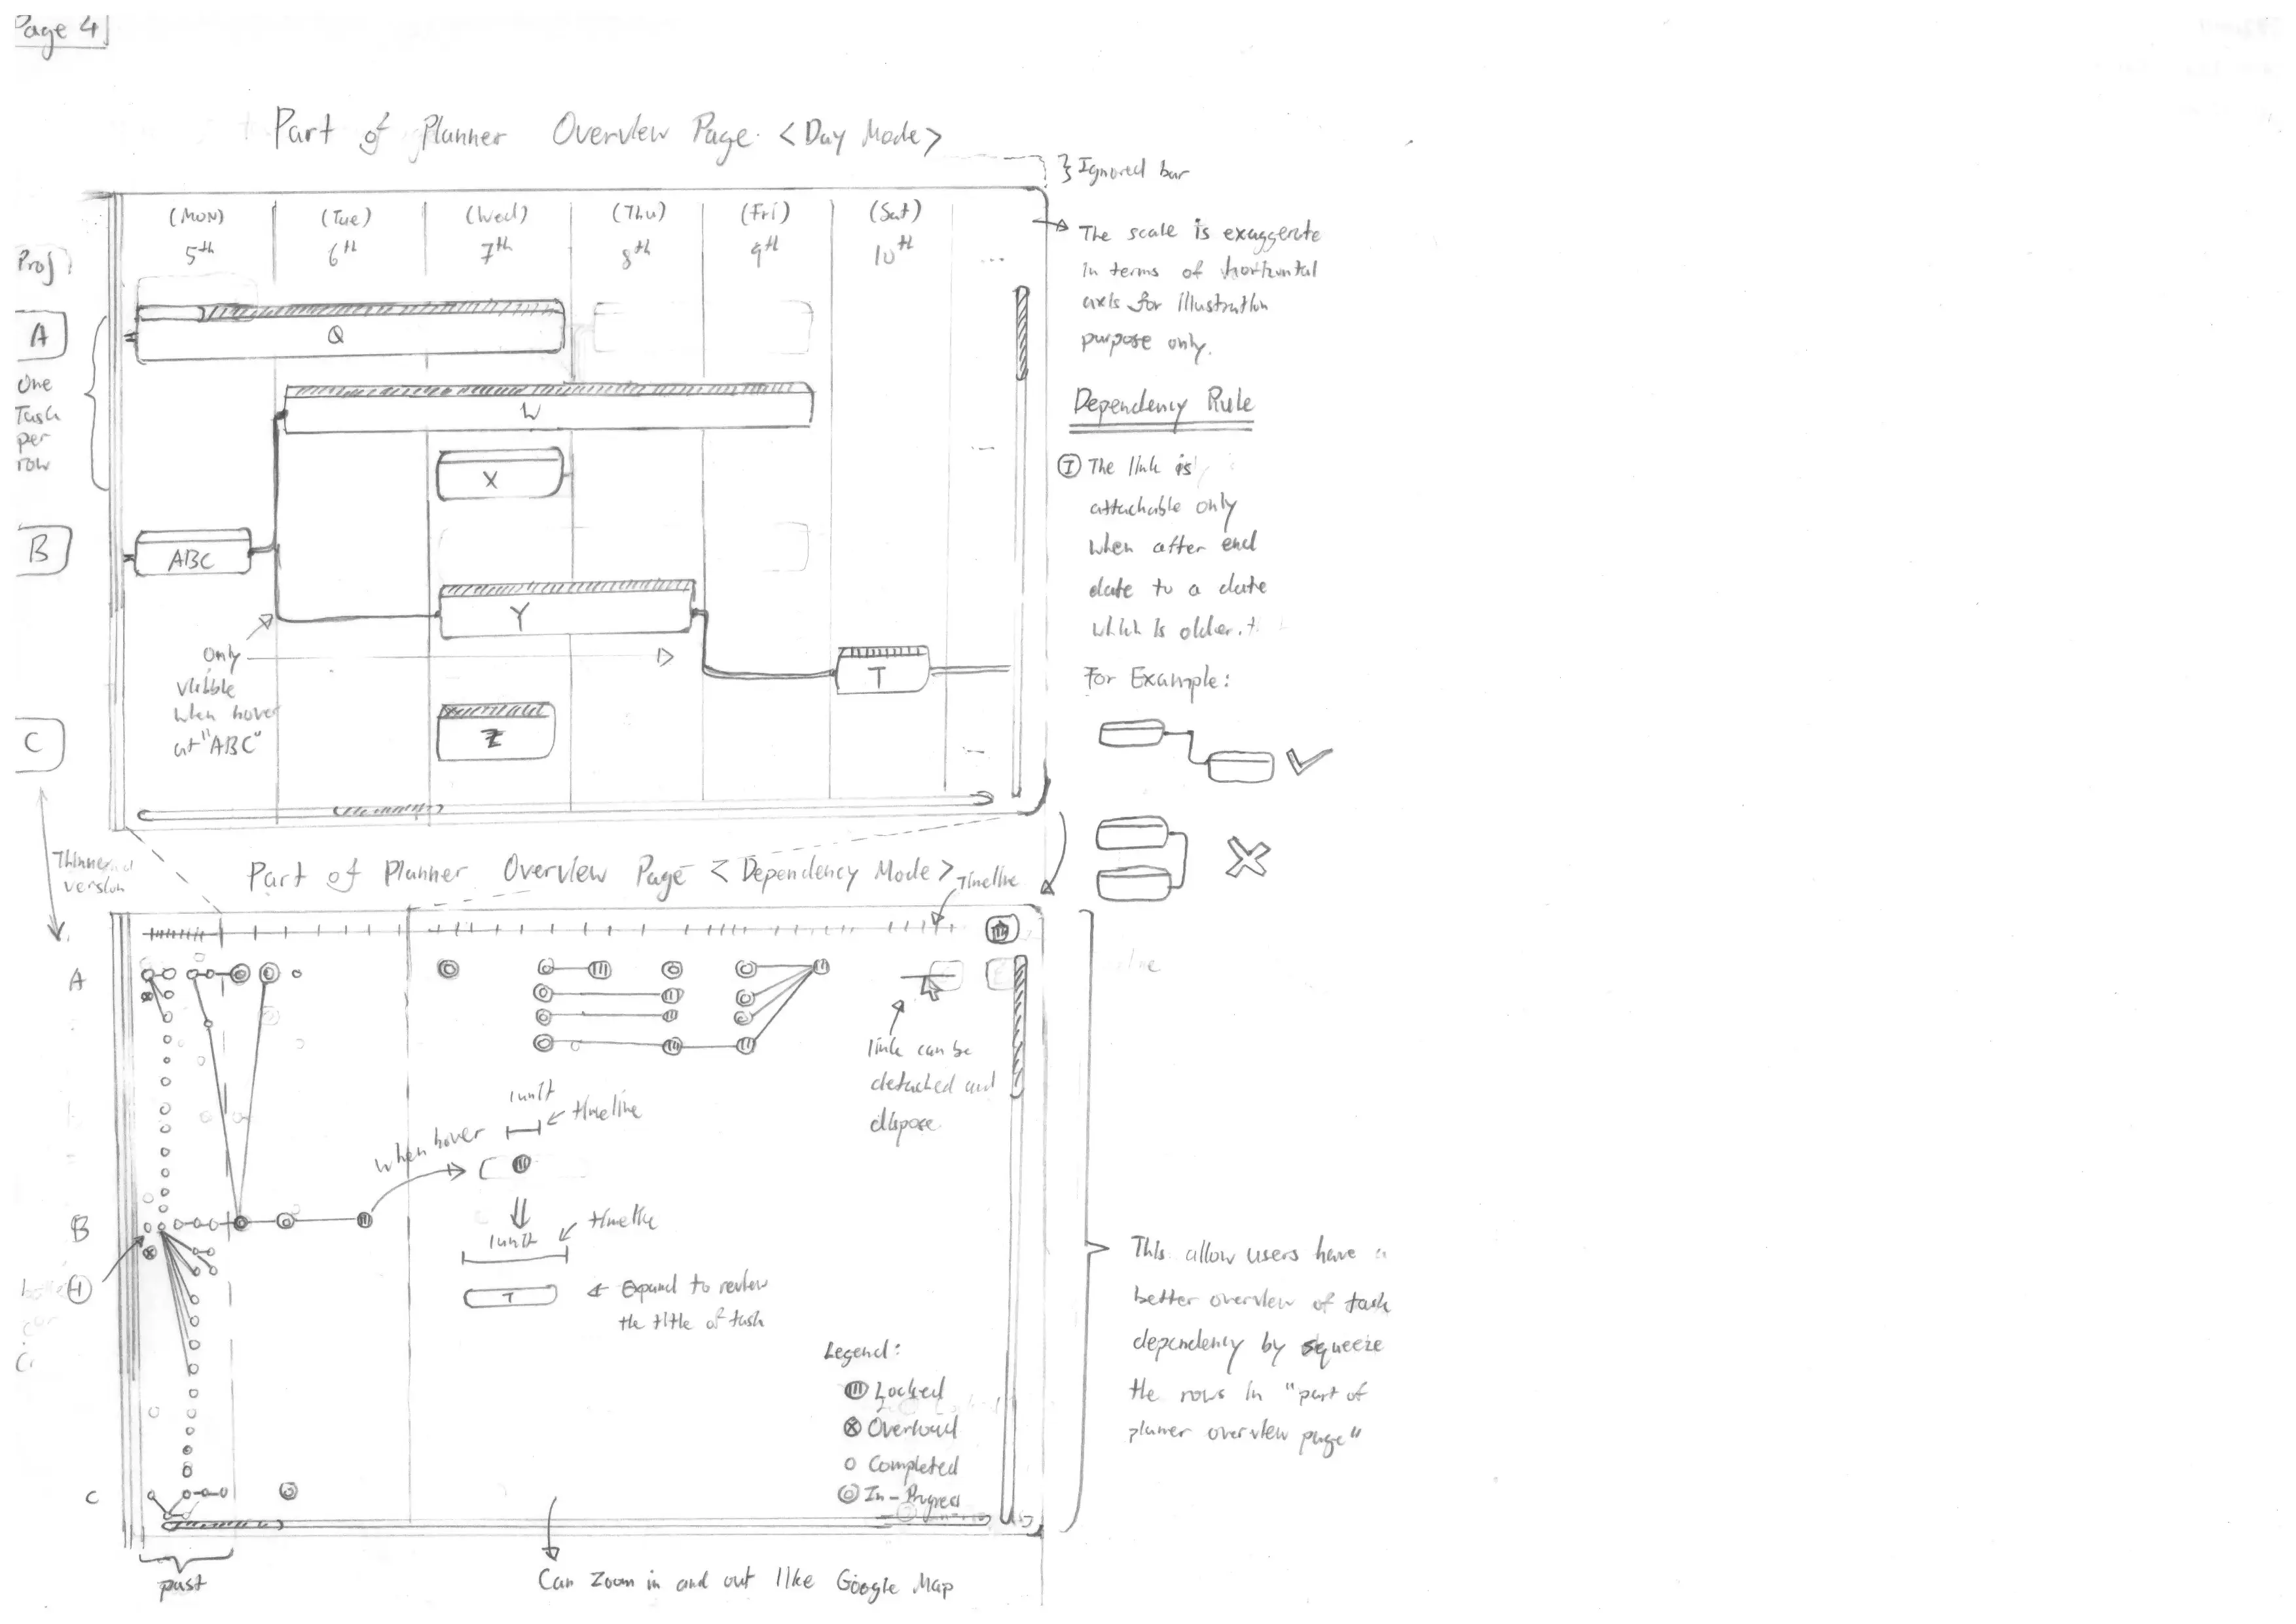 Page 4
Part of Planner Overview Page <Day Mode>
} Ignored bar
(MON) (Tue) (Wed) (Thu) (Fri) (Sat)
5th 6th 7th 8th 9th 10th ...
Proj
A
One
Task
per
row
B
C
Q
W
X
ABC
Y
T
Z
Only
visible
when hover
at "ABC"
The scale is exaggerate
in terms of horizontal
axis for illustration
purpose only.
Dependency Rule
I The link is
attachable only
when after end
date to a date
which is older.
For Example:
Thinner
version
Part of Planner Overview Page <Dependency Mode>
Timeline
A
B
C
link can be
detached and
dispose
When hover
1 unit
timeline
1 unit
timeline
T
Expand to review
the title of task
Legend:
Locked
Overload
Completed
In-Progress
This allow users have a
better overview of task
dependency by squeeze
the rows in "part of
planner overview page"
past
Can Zoom in and out like Google Map